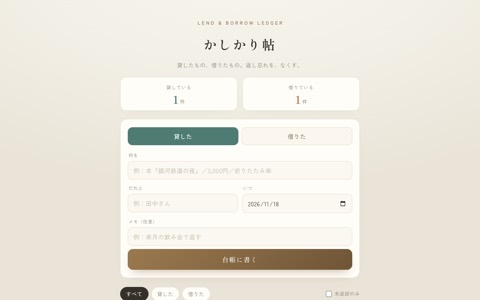 LEND & BORROW LEDGER
かしかり帖
貸したもの、借りたもの。返し忘れを、なくす。
貸している
1件
借りている
1件
貸した
借りた
何を
例：本『銀河鉄道の夜』／3,000円／折りたたみ傘
だれに
いつ
例：田中さん
2026/11/18
メモ（任意）
例：来月の飲み会で返す
台帳に書く
すべて
貸した
借りた
未返却のみ